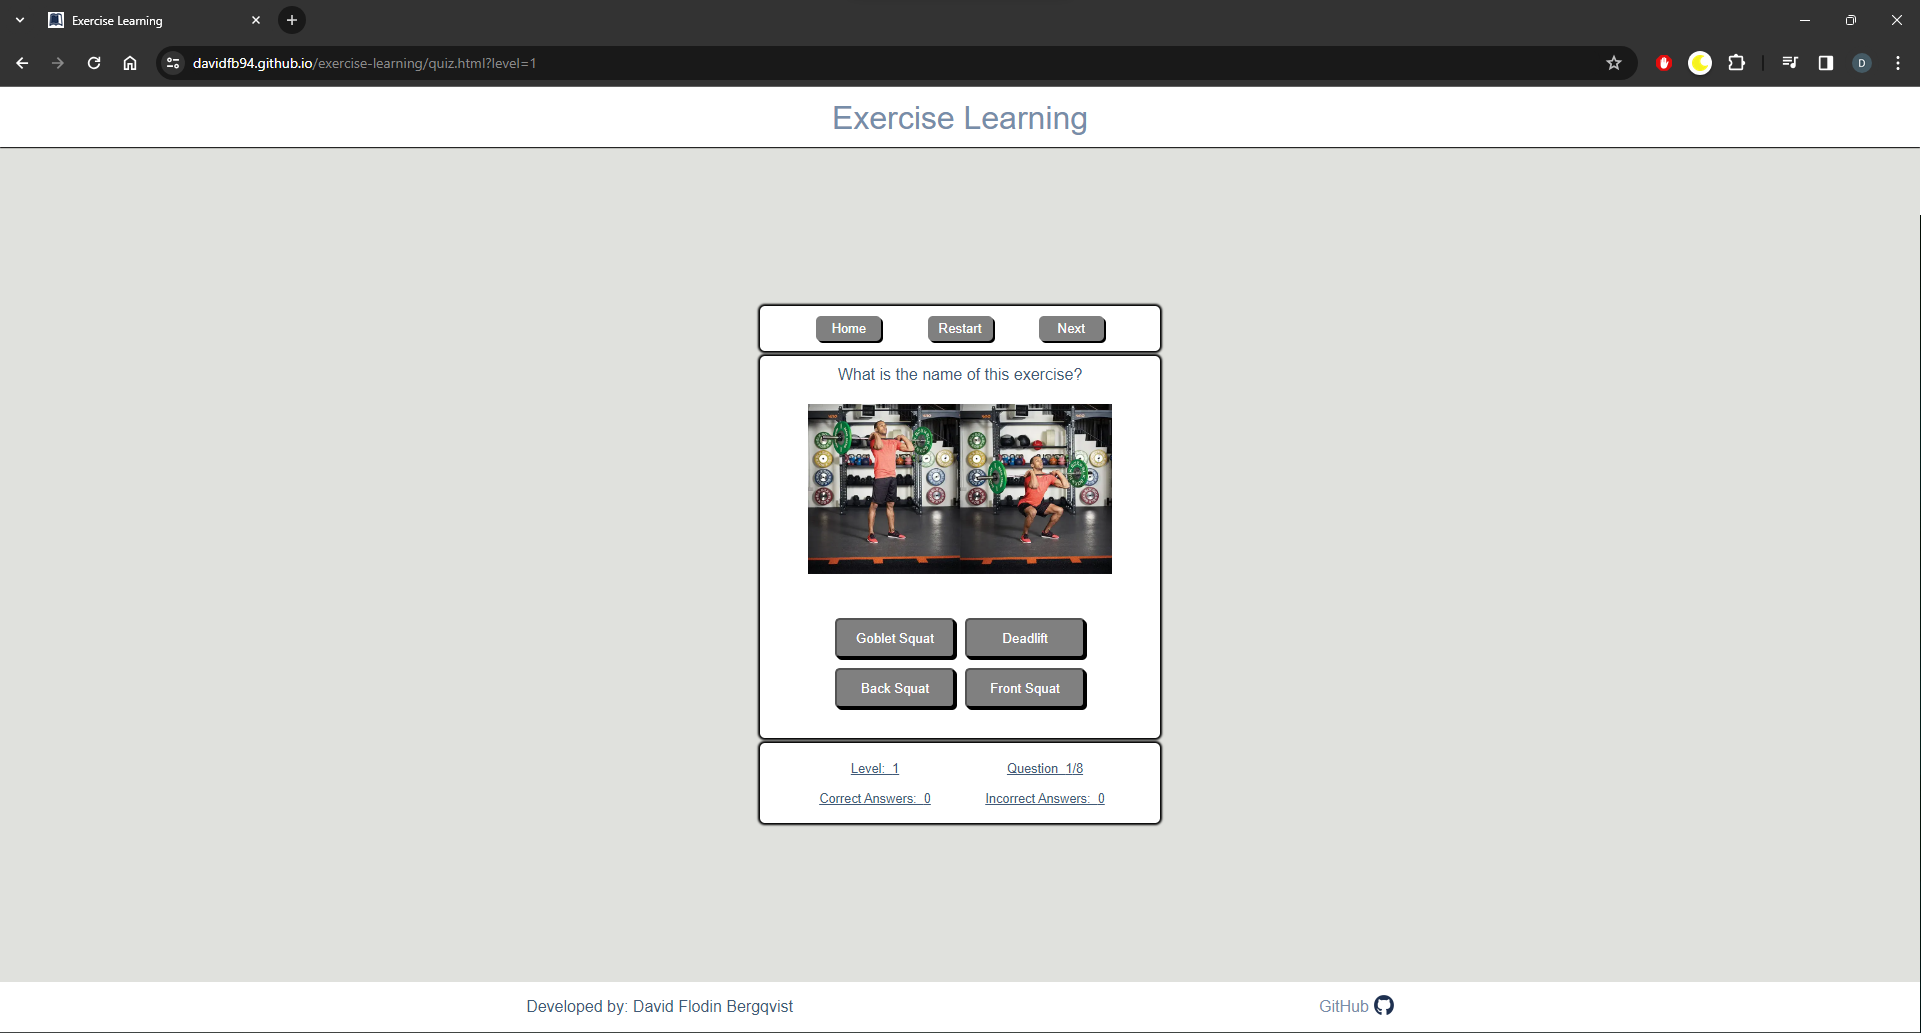 Exercise Learning
davidfb94.github.io/exercise-learning/quiz.html?level=1
D
Exercise Learning
Home Restart Next
What is the name of this exercise?
Goblet Squat Deadlift
Back Squat Front Squat
Level: 1 Question 1/8
Correct Answers: 0 Incorrect Answers: 0
Developed by: David Flodin Bergqvist GitHub